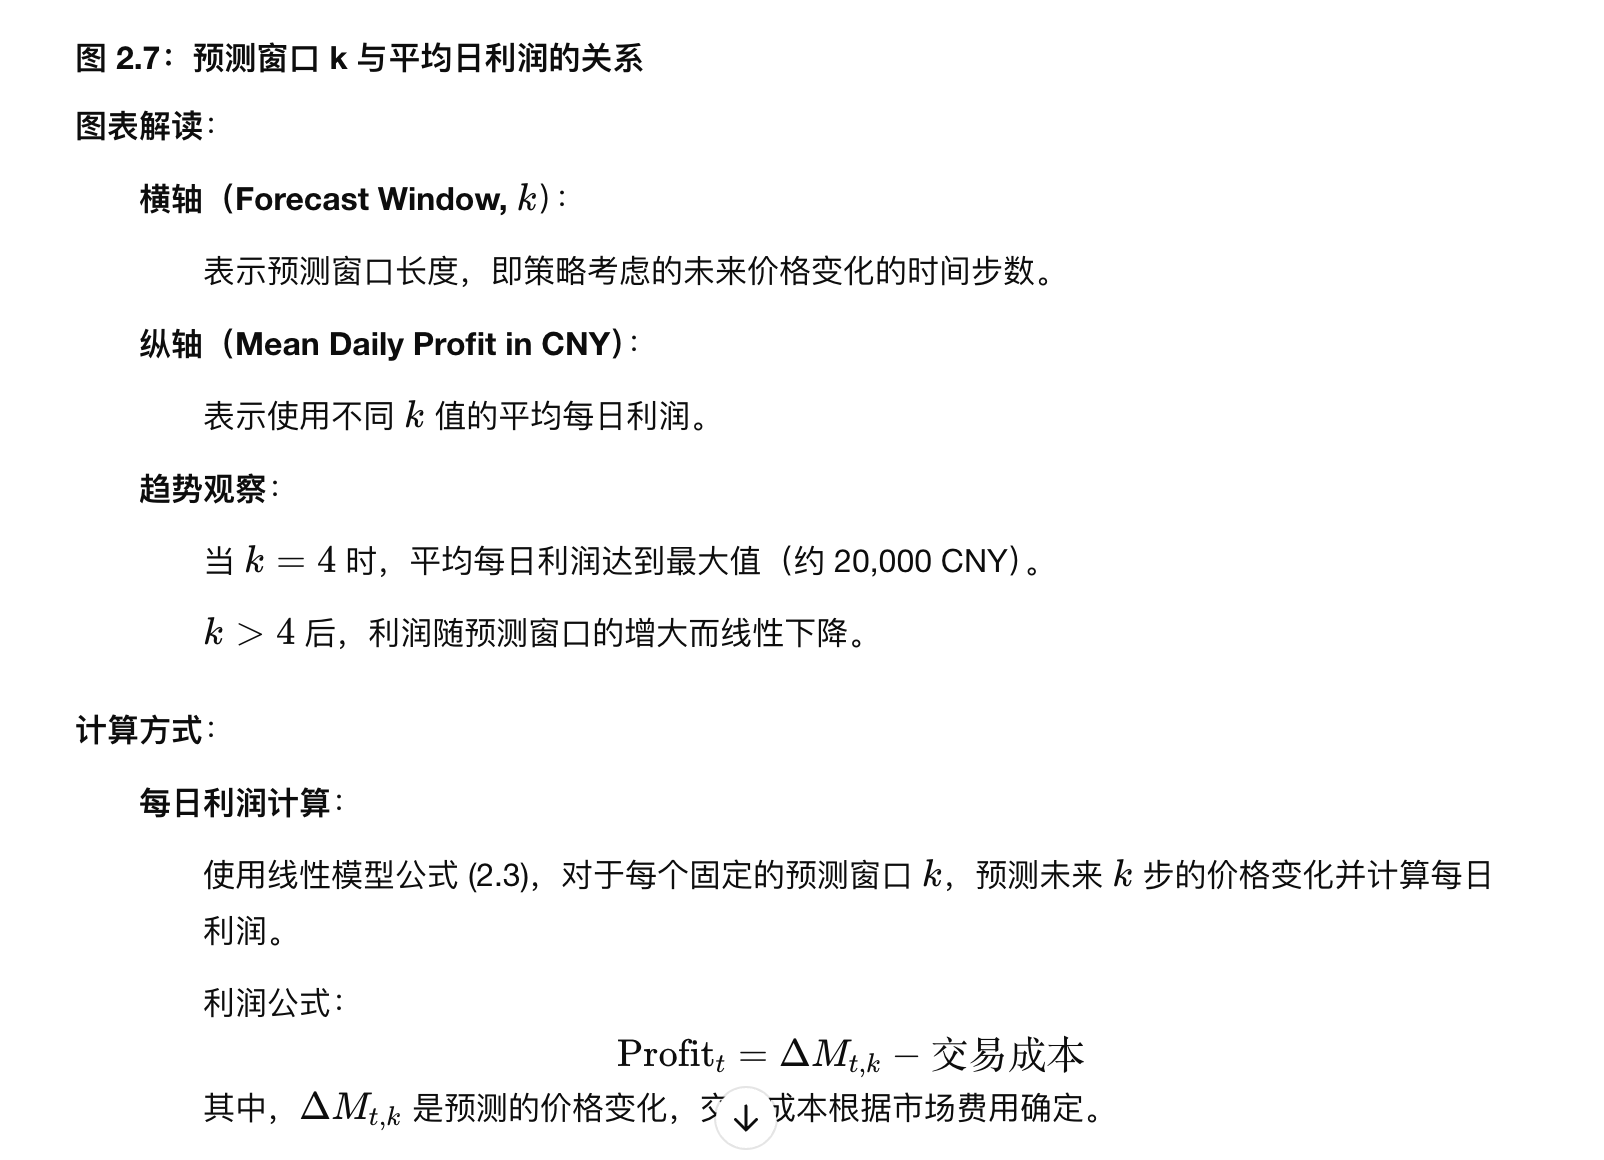 图 2.7：预测窗口 k 与平均日利润的关系
图表解读：
横轴（Forecast Window, k）：
表示预测窗口长度，即策略考虑的未来价格变化的时间步数。
纵轴（Mean Daily Profit in CNY）：
表示使用不同 k 值的平均每日利润。
趋势观察：
当 k = 4 时，平均每日利润达到最大值（约 20,000 CNY）。
k > 4 后，利润随预测窗口的增大而线性下降。
计算方式：
每日利润计算：
使用线性模型公式 (2.3)，对于每个固定的预测窗口 k，预测未来 k 步的价格变化并计算每日
利润。
利润公式：
Profit_t = ΔM_{t,k} − 交易成本
其中，ΔM_{t,k} 是预测的价格变化，交 成本根据市场费用确定。